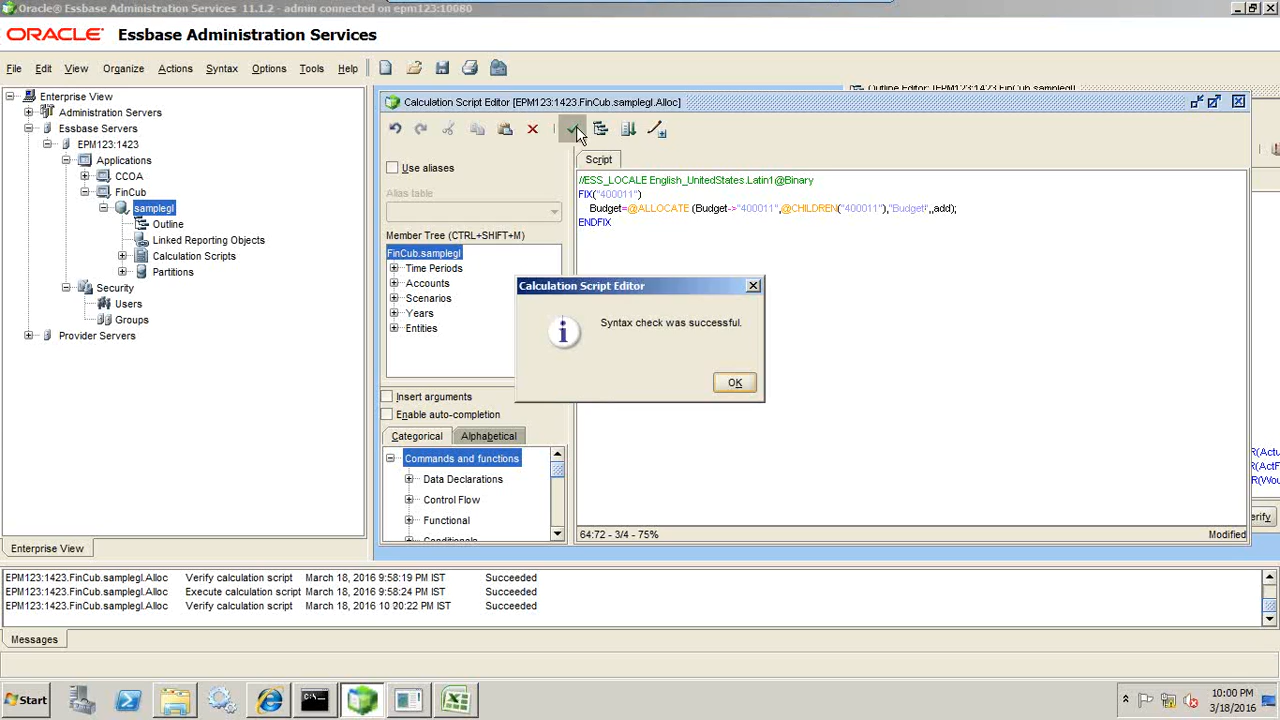 Oracle® Essbase Administration Services 11.1.2 - admin connected on epm123:10080
ORACLE Essbase Administration Services
File Edit View Organize Actions Syntax Options Tools Help
Enterprise View
Administration Servers
Essbase Servers
EPM123:1423
Applications
CCOA
FinCub
samplegl
Outline
Linked Reporting Objects
Calculation Scripts
Partitions
Security
Users
Groups
Provider Servers
Enterprise View
Calculation Script Editor [EPM123:1423.FinCub.samplegl.Alloc]
Use aliases
Alias table
Member Tree (CTRL+SHIFT+M)
FinCub.samplegl
Time Periods
Accounts
Scenarios
Years
Entities
Insert arguments
Enable auto-completion
Categorical Alphabetical
Commands and functions
Data Declarations
Control Flow
Functional
Script
//ESS_LOCALE English_UnitedStates.Latin1@Binary
FIX("400011")
Budget=@ALLOCATE (Budget->"400011",@CHILDREN("400011"),"Budget",,add);
ENDFIX
Calculation Script Editor
Syntax check was successful.
OK
64:72 - 3/4 - 75% Modified
EPM123:1423.FinCub.samplegl.Alloc Verify calculation script March 18, 2016 9:58:19 PM IST Succeeded
EPM123:1423.FinCub.samplegl.Alloc Execute calculation script March 18, 2016 9:58:24 PM IST Succeeded
EPM123:1423.FinCub.samplegl.Alloc Verify calculation script March 18, 2016 10:20:22 PM IST Succeeded
Messages
Start
10:00 PM
3/18/2016